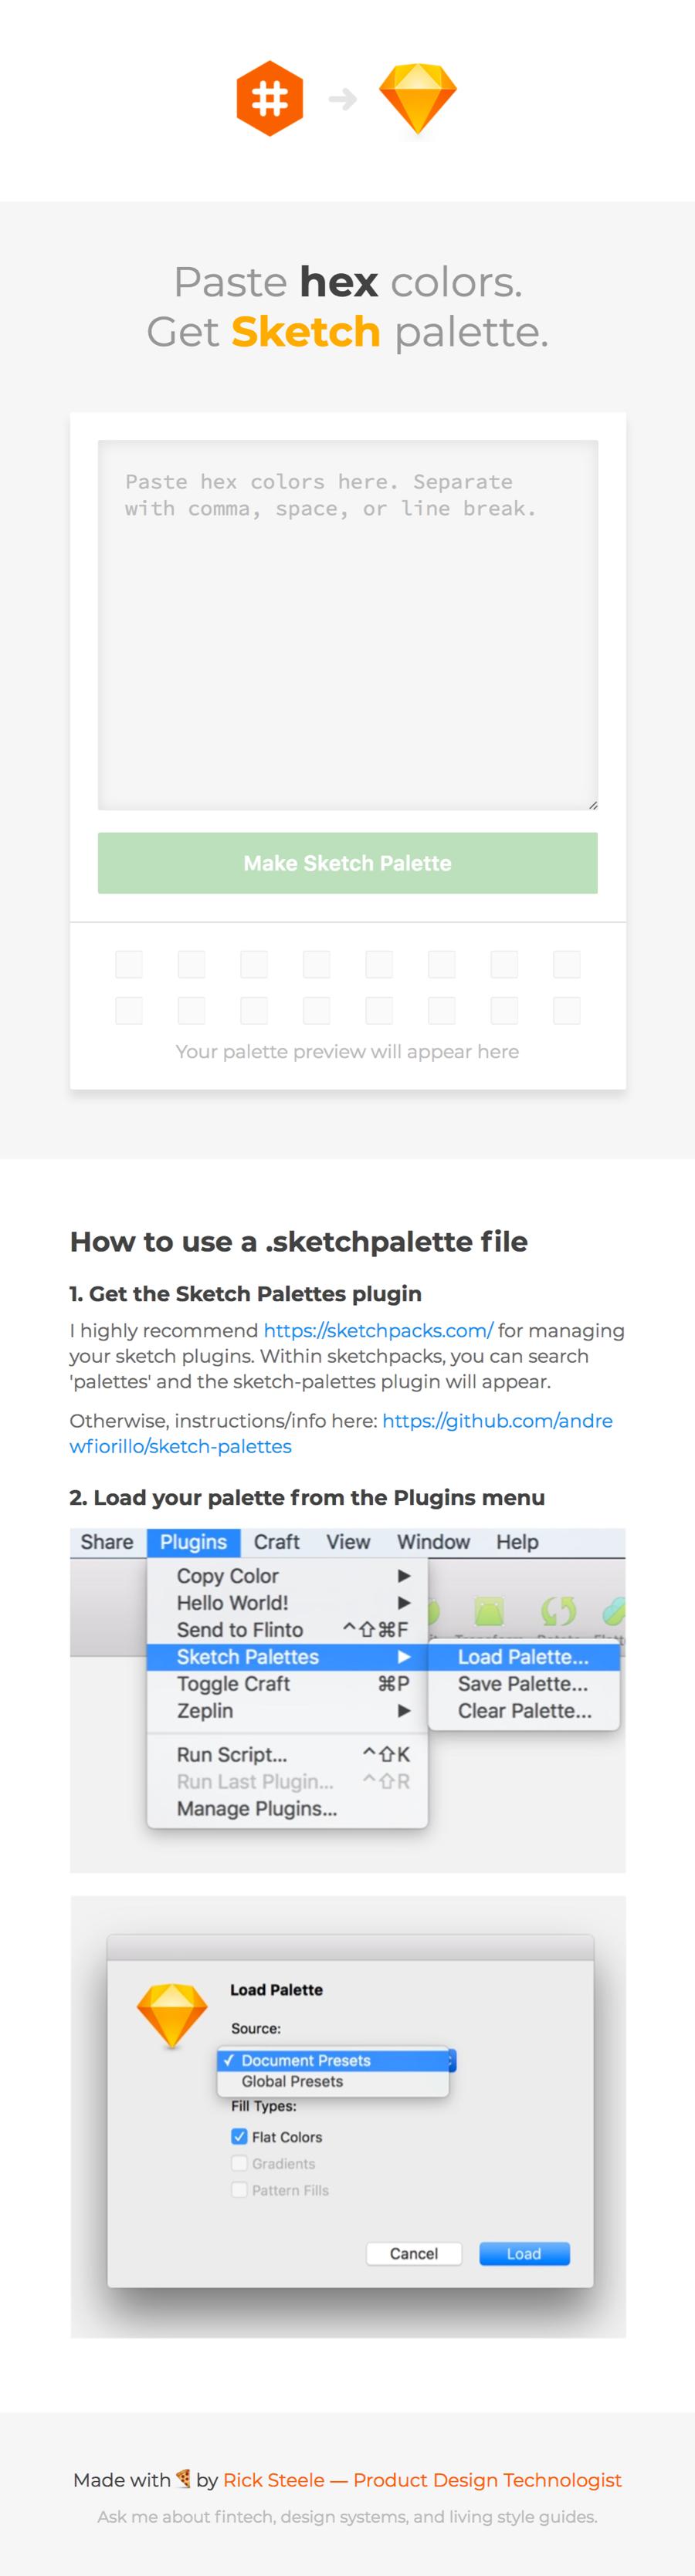 #
Paste hex colors.
Get Sketch palette.
Paste hex colors here. Separate
with comma, space, or line break.
Make Sketch Palette
Your palette preview will appear here
How to use a .sketchpalette file
1. Get the Sketch Palettes plugin
I highly recommend https://sketchpacks.com/ for managing
your sketch plugins. Within sketchpacks, you can search
'palettes' and the sketch-palettes plugin will appear.
Otherwise, instructions/info here: https://github.com/andre
wfiorillo/sketch-palettes
2. Load your palette from the Plugins menu
Share Plugins Craft View Window Help
Copy Color
Hello World!
Send to Flinto ^⇧⌘F
Sketch Palettes
Load Palette...
Toggle Craft ⌘P
Save Palette...
Zeplin
Clear Palette...
Run Script... ^⇧K
Run Last Plugin... ^⇧R
Manage Plugins...
Load Palette
Source:
✓ Document Presets
Global Presets
Fill Types:
Flat Colors
Gradients
Pattern Fills
Cancel Load
Made with 🍕 by Rick Steele — Product Design Technologist
Ask me about fintech, design systems, and living style guides.